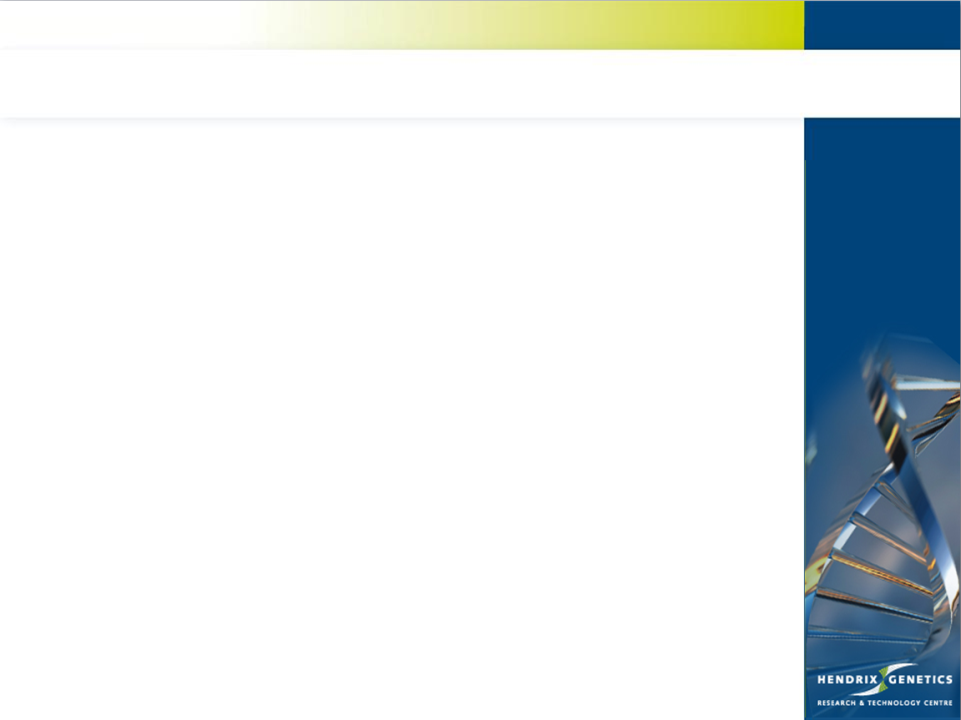 HENDRIX GENETICS
RESEARCH & TECHNOLOGY CENTRE